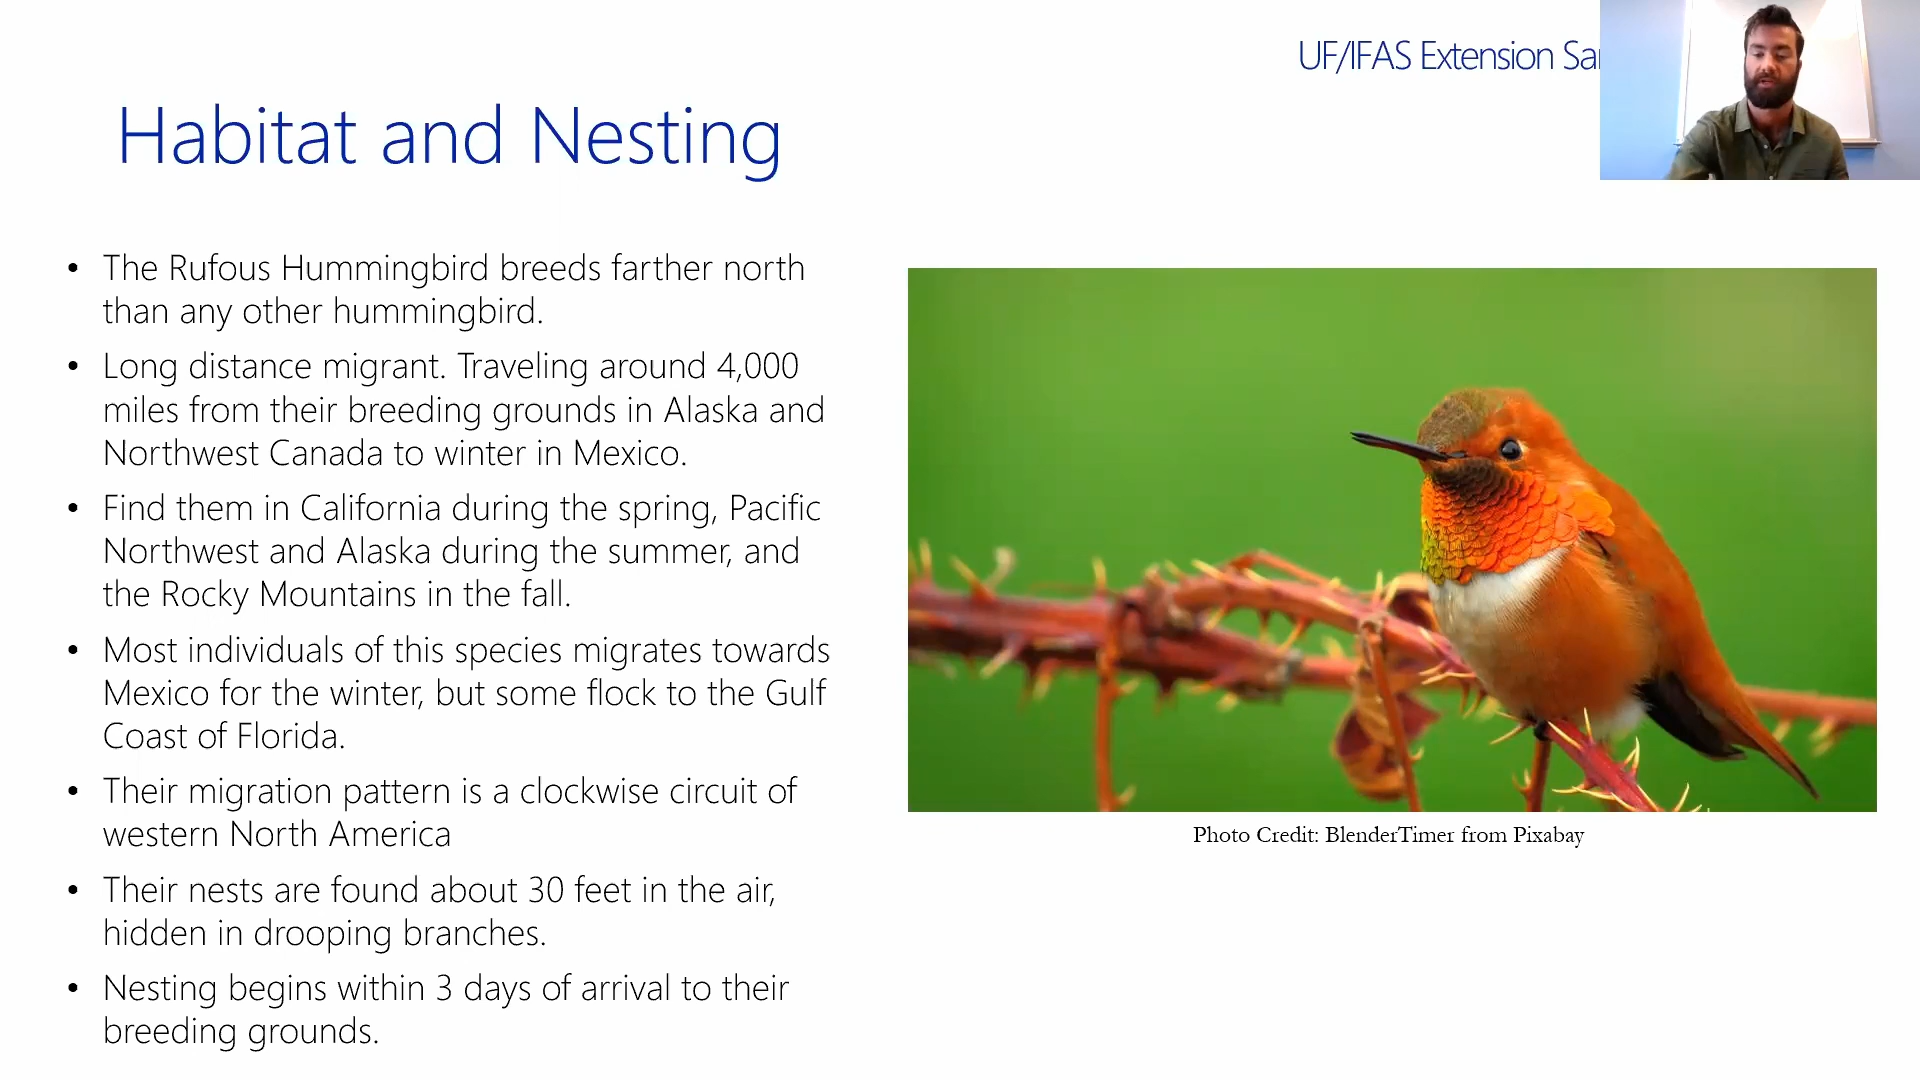 UF/IFAS Extension
Habitat and Nesting
• The Rufous Hummingbird breeds farther north
than any other hummingbird.
• Long distance migrant. Traveling around 4,000
miles from their breeding grounds in Alaska and
Northwest Canada to winter in Mexico.
• Find them in California during the spring, Pacific
Northwest and Alaska during the summer, and
the Rocky Mountains in the fall.
• Most individuals of this species migrates towards
Mexico for the winter, but some flock to the Gulf
Coast of Florida.
• Their migration pattern is a clockwise circuit of
western North America
• Their nests are found about 30 feet in the air,
hidden in drooping branches.
• Nesting begins within 3 days of arrival to their
breeding grounds.
Photo Credit: BlenderTimer from Pixabay